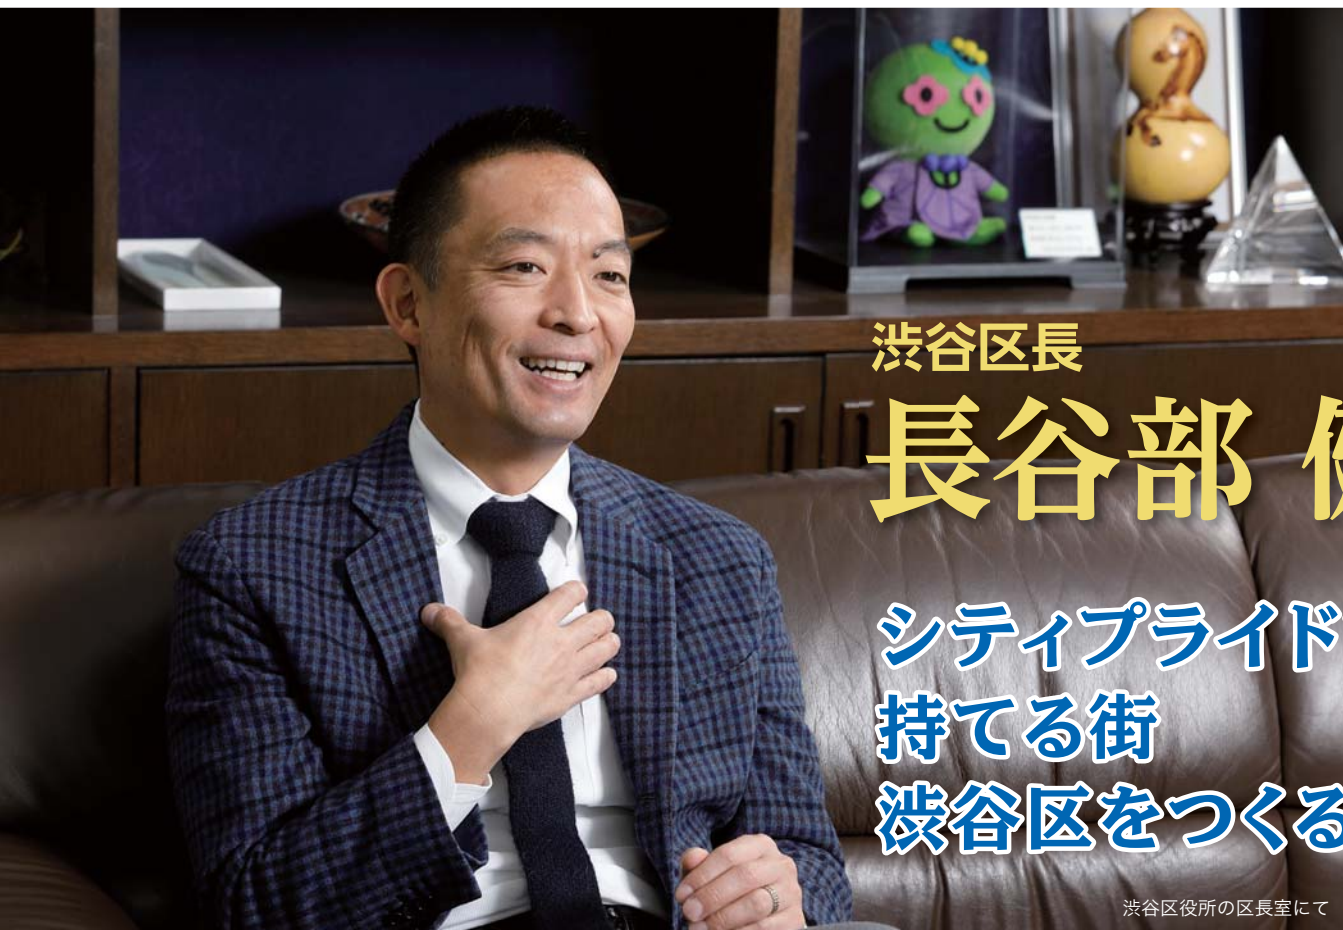 渋谷区長
長谷部
シティプライド
持てる街
渋谷区をつくる
渋谷区役所の区長室にて